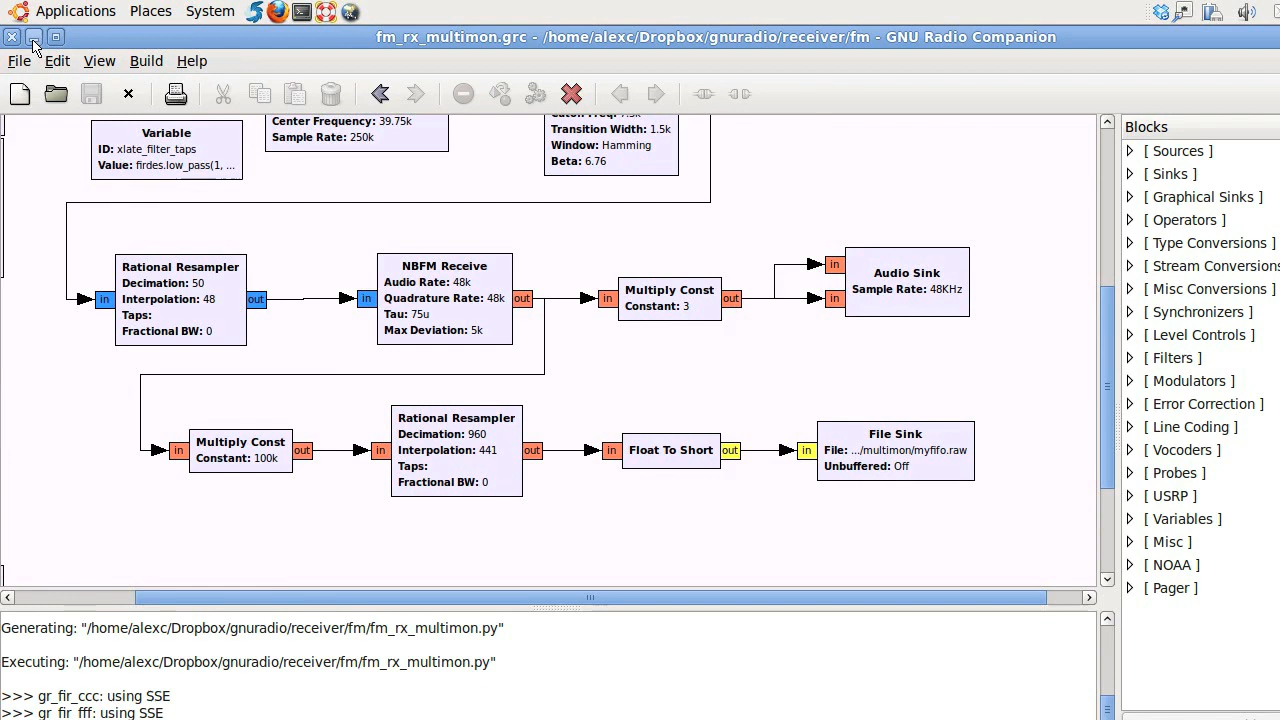 Applications Places System
fm_rx_multimon.grc - /home/alexc/Dropbox/gnuradio/receiver/fm - GNU Radio Companion
File Edit View Build Help
Variable
ID: xlate_filter_taps
Value: firdes.low_pass(1, ...
Center Frequency: 39.75k
Sample Rate: 250k
Transition Width: 1.5k
Window: Hamming
Beta: 6.76
Rational Resampler
Decimation: 50
Interpolation: 48
Taps:
Fractional BW: 0
in
out
NBFM Receive
Audio Rate: 48k
Quadrature Rate: 48k
Tau: 75u
Max Deviation: 5k
in
out
Multiply Const
Constant: 3
in
out
Audio Sink
Sample Rate: 48KHz
in
in
Multiply Const
Constant: 100k
in
out
Rational Resampler
Decimation: 960
Interpolation: 441
Taps:
Fractional BW: 0
in
out
Float To Short
in
out
File Sink
File: .../multimon/myfifo.raw
Unbuffered: Off
in
Blocks
[ Sources ]
[ Sinks ]
[ Graphical Sinks ]
[ Operators ]
[ Type Conversions ]
[ Stream Conversions
[ Misc Conversions ]
[ Synchronizers ]
[ Level Controls ]
[ Filters ]
[ Modulators ]
[ Error Correction ]
[ Line Coding ]
[ Vocoders ]
[ Probes ]
[ USRP ]
[ Variables ]
[ Misc ]
[ NOAA ]
[ Pager ]
Generating: "/home/alexc/Dropbox/gnuradio/receiver/fm/fm_rx_multimon.py"
Executing: "/home/alexc/Dropbox/gnuradio/receiver/fm/fm_rx_multimon.py"
>>> gr_fir_ccc: using SSE
>>> gr_fir_fff: using SSE